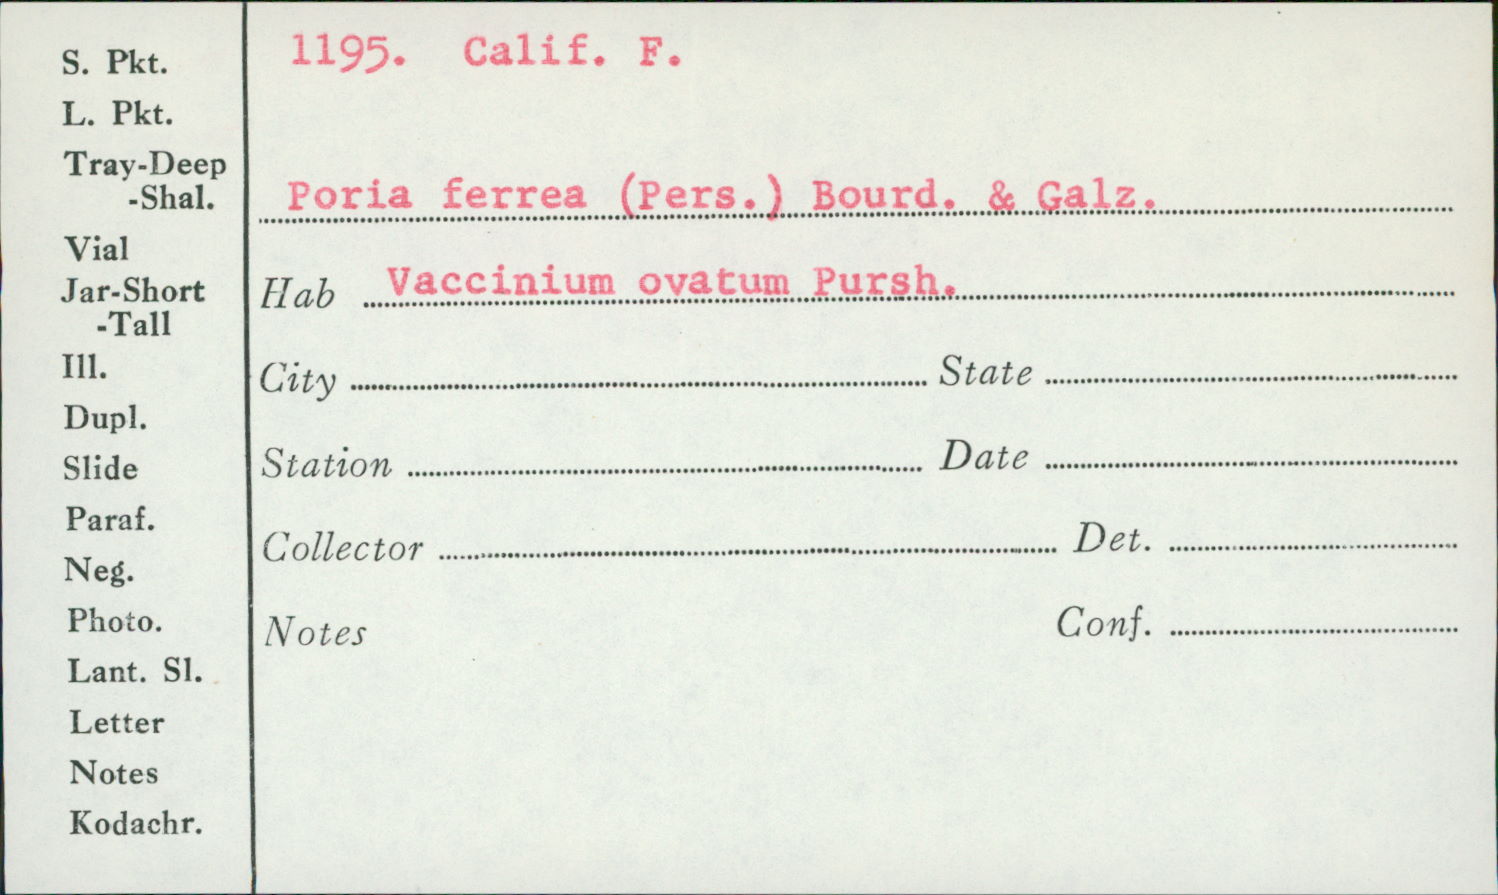 S. Pkt.
L. Pkt.
Tray-Deep
-Shal.
Vial
Jar-Short
-Tall
Ill.
Dupl.
Slide
Paraf.
Neg.
Photo.
Lant. Sl.
Letter
Notes
Kodachr.
1195. Calif. F.
Poria ferrea (Pers.) Bourd. & Galz.
Hab Vaccinium ovatum Pursh.
City State
Station Date
Collector Det.
Notes Conf.